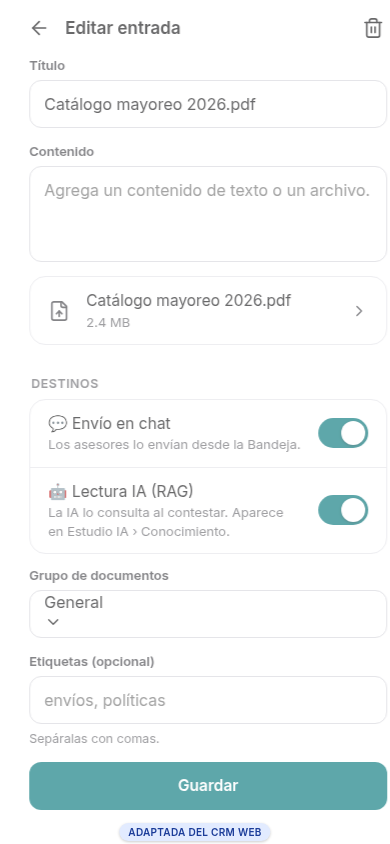 Editar entrada
Título
Catálogo mayoreo 2026.pdf
Contenido
Agrega un contenido de texto o un archivo.
Catálogo mayoreo 2026.pdf
2.4 MB
DESTINOS
💬 Envío en chat
Los asesores lo envían desde la Bandeja.
🤖 Lectura IA (RAG)
La IA lo consulta al contestar. Aparece
en Estudio IA › Conocimiento.
Grupo de documentos
General
Etiquetas (opcional)
envíos, políticas
Sepáralas con comas.
Guardar
ADAPTADA DEL CRM WEB